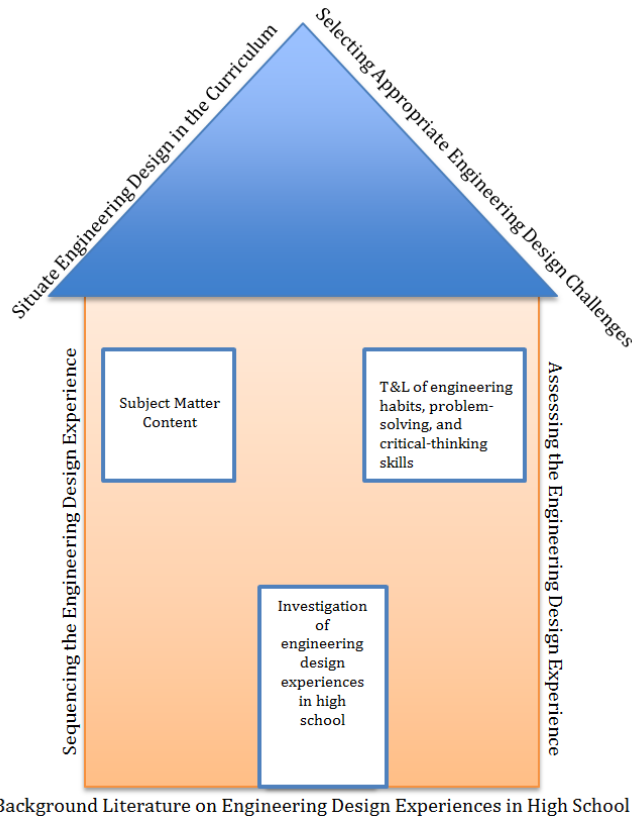 Situate Engineering Design in the Curriculum
Selecting Appropriate Engineering Design Challenges
Sequencing the Engineering Design Experience
Subject Matter
Content
T&L of engineering
habits, problem-
solving, and
critical-thinking
skills
Assessing the Engineering Design Experience
Investigation
of
engineering
design
experiences
in high
school
Background Literature on Engineering Design Experiences in High School